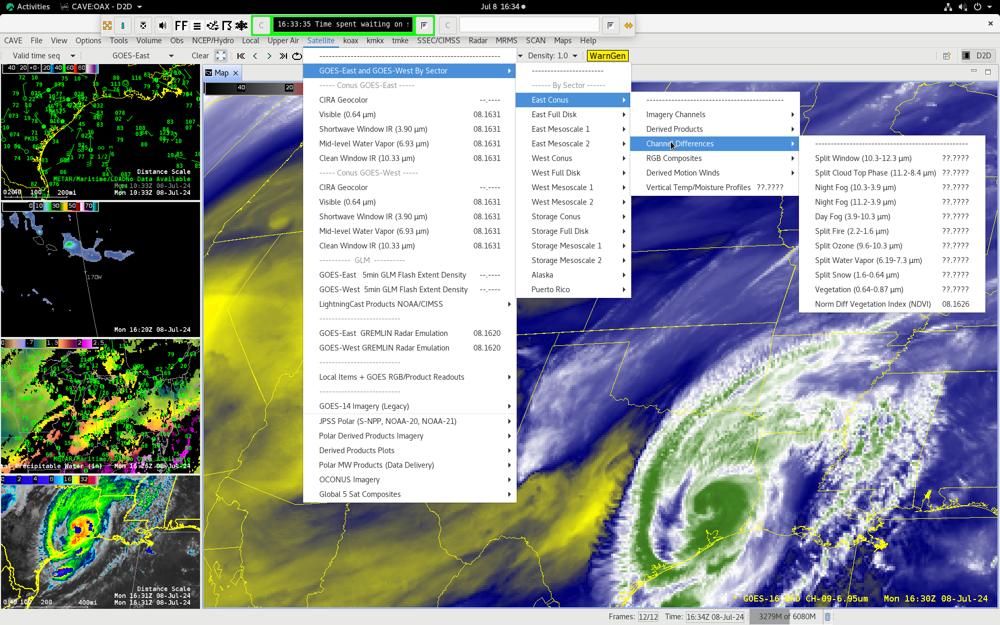 Activities
CAVE:OAX - D2D
Jul 8 16:34
FF
C
16:33:35 Time spent waiting on s
C
CAVE File View Options Tools Volume Obs NCEP/Hydro Local Upper Air Satellite koax kmkx tmke SSEC/CIMSS Radar MRMS SCAN Maps Help
Valid time seq
GOES-East
Clear
Density: 1.0
WarnGen
D2D
Map
40 20
------------------------------------------------------
GOES-East and GOES-West By Sector
----- Conus GOES-East -----
CIRA Geocolor --.----
Visible (0.64 µm) 08.1631
Shortwave Window IR (3.90 µm) 08.1631
Mid-level Water Vapor (6.93 µm) 08.1631
Clean Window IR (10.33 µm) 08.1631
----- Conus GOES-West -----
CIRA Geocolor --.----
Visible (0.64 µm) 08.1631
Shortwave Window IR (3.90 µm) 08.1631
Mid-level Water Vapor (6.93 µm) 08.1631
Clean Window IR (10.33 µm) 08.1631
---------- GLM ----------
GOES-East 5min GLM Flash Extent Density --.----
GOES-West 5min GLM Flash Extent Density --.----
LightningCast Products NOAA/CIMSS
--------------------------
GOES-East GREMLIN Radar Emulation 08.1620
GOES-West GREMLIN Radar Emulation 08.1620
--------------------------
Local Items + GOES RGB/Product Readouts
--------------------------
GOES-14 Imagery (Legacy)
JPSS Polar (S-NPP, NOAA-20, NOAA-21)
Polar Derived Products Imagery
Derived Products Plots
Polar MW Products (Data Delivery)
OCONUS Imagery
Global 5 Sat Composites
-----------------------
------ By Sector ------
East Conus
East Full Disk
East Mesoscale 1
East Mesoscale 2
West Conus
West Full Disk
West Mesoscale 1
West Mesoscale 2
Storage Conus
Storage Full Disk
Storage Mesoscale 1
Storage Mesoscale 2
Alaska
Puerto Rico
--------------------------------------------
Imagery Channels
Derived Products
Channel Differences
RGB Composites
Derived Motion Winds
Vertical Temp/Moisture Profiles ??.????
-------------------------------------------------
Split Window (10.3-12.3 µm) ??.????
Split Cloud Top Phase (11.2-8.4 µm) ??.????
Night Fog (10.3-3.9 µm) ??.????
Night Fog (11.2-3.9 µm) ??.????
Day Fog (3.9-10.3 µm) ??.????
Split Fire (2.2-1.6 µm) ??.????
Split Ozone (9.6-10.3 µm) ??.????
Split Water Vapor (6.19-7.3 µm) ??.????
Split Snow (1.6-0.64 µm) ??.????
Vegetation (0.64-0.87 µm) ??.????
Norm Diff Vegetation Index (NDVI) 08.1626
40 20 +0- 20 40 60 80
Distance Scale
METAR/Maritime/LDADNo Data Available
Mon 10:33Z 08-Jul-24
Mon 10:33Z 08-Jul-24
100 200mi
0 10 30 50 70
170W
Mon 16:20Z 08-Jul-24
0 .7 1.3 2 2.5
METAR/Maritime/LDADNo Data Available
tal Precipitable Water (in) Mon 16:26Z 08-Jul-24
0 2 4 8 16 32
Distance Scale
Mon 16:31Z 08-Jul-24
Mon 16:31Z 08-Jul-24
0 40 100 200 400mi
90W
* GOES-16 EFD CH-09-6.95um Mon 16:30Z 08-Jul-24
Frames: 12/12 Time: 16:34Z 08-Jul-24 3279M of 6080M